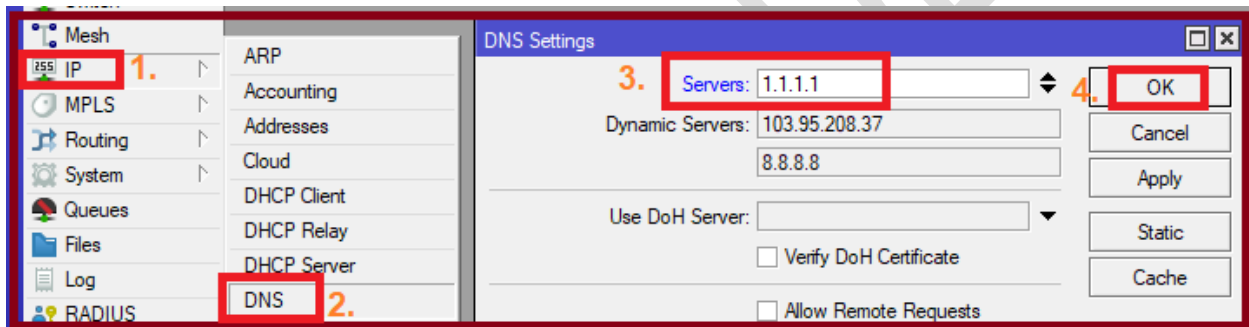 Mesh
255 IP 1.
MPLS
Routing
System
Queues
Files
Log
RADIUS
ARP
Accounting
Addresses
Cloud
DHCP Client
DHCP Relay
DHCP Server
DNS 2.
DNS Settings
3. Servers: 1.1.1.1
Dynamic Servers: 103.95.208.37
8.8.8.8
Use DoH Server:
Verify DoH Certificate
Allow Remote Requests
4. OK
Cancel
Apply
Static
Cache